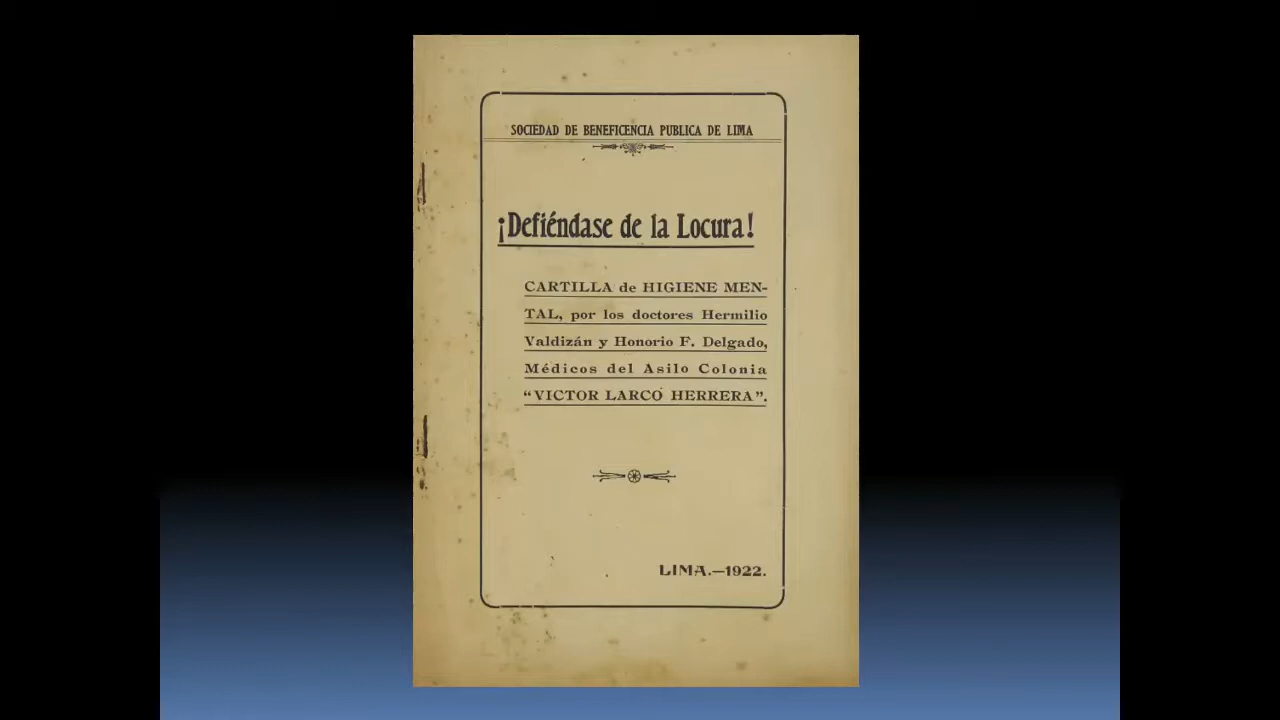 SOCIEDAD DE BENEFICENCIA PUBLICA DE LIMA
¡Defiéndase de la Locura!
CARTILLA de HIGIENE MEN-
TAL, por los doctores Hermilio
Valdizán y Honorio F. Delgado,
Médicos del Asilo Colonia
“VICTOR LARCO HERRERA”.
LIMA.—1922.